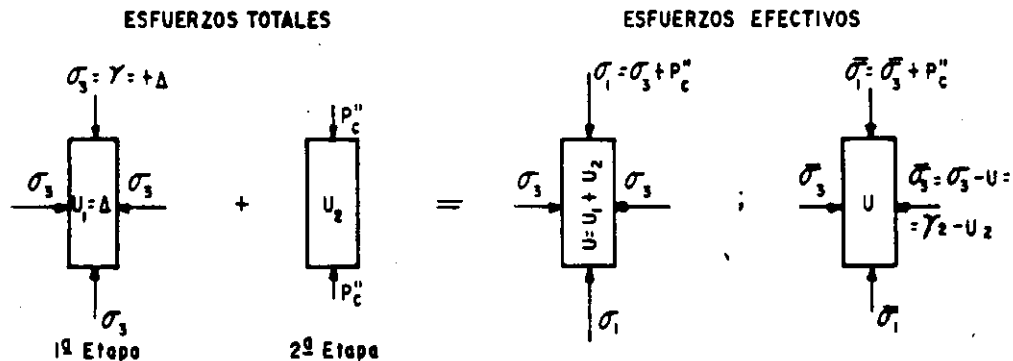 ESFUERZOS TOTALES
ESFUERZOS EFECTIVOS
σ₃ = γ = + Δ
σ₃
U₁ = Δ
σ₃
σ₃
1ª Etapa
+
P''c
U₂
P''c
2ª Etapa
=
σ₁ = σ₃ + P''c
σ₃
U = U₁ + U₂
σ₃
σ₁
;
σ̅₁ = σ̅₃ + P''c
σ̅₃
U
σ̅₃ = σ₃ - U =
= γ₂ - U₂
σ̅₁